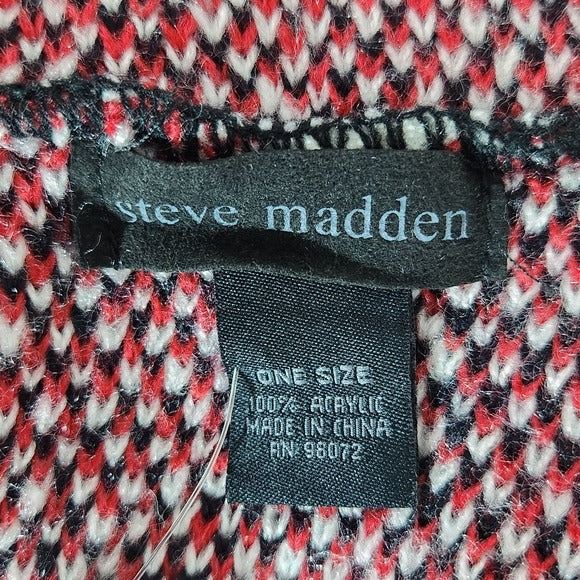 steve madden
ONE SIZE
100% ACRYLIC
MADE IN CHINA
RN 98072